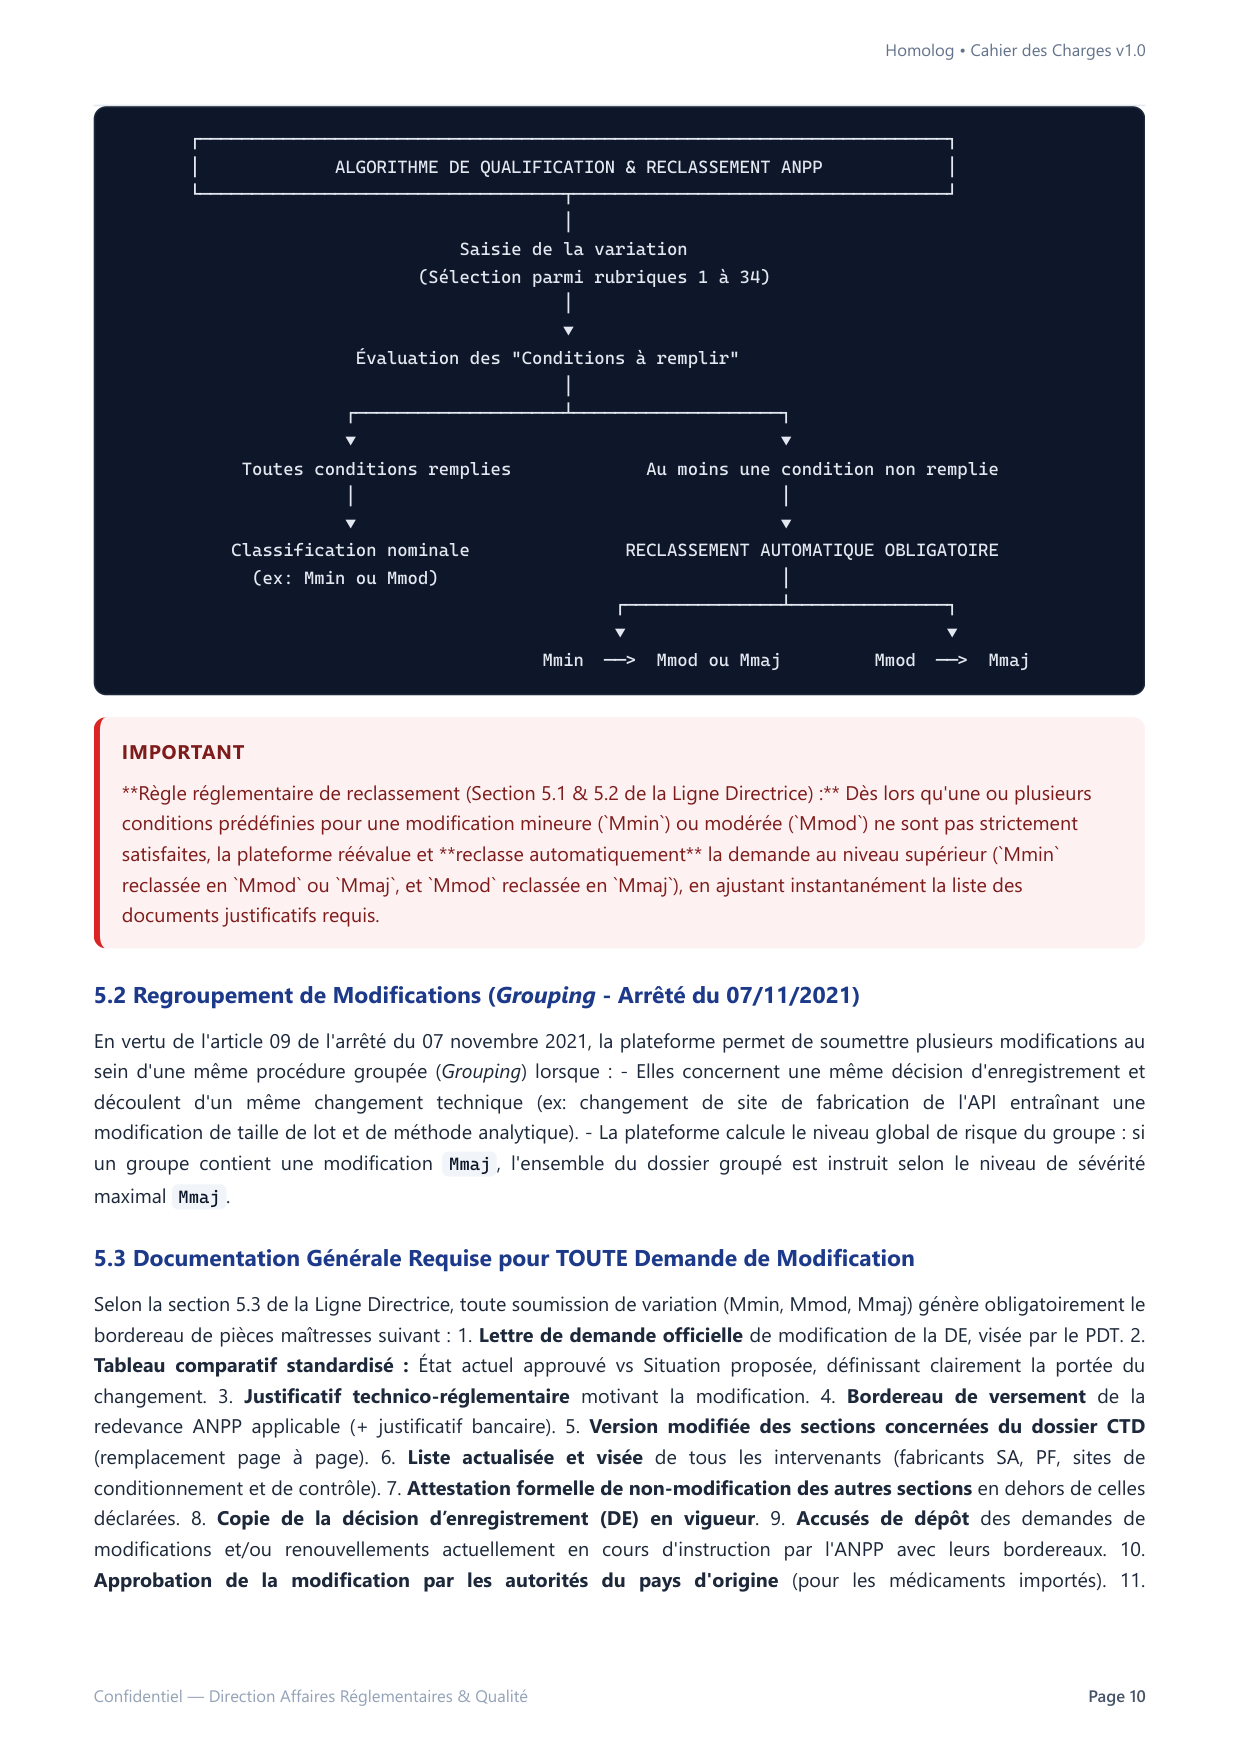 Homolog • Cahier des Charges v1.0
ALGORITHME DE QUALIFICATION & RECLASSEMENT ANPP
Saisie de la variation
(Sélection parmi rubriques 1 à 34)
Évaluation des "Conditions à remplir"
Toutes conditions remplies Au moins une condition non remplie
Classification nominale RECLASSEMENT AUTOMATIQUE OBLIGATOIRE
(ex: Mmin ou Mmod)
Mmin ──> Mmod ou Mmaj Mmod ──> Mmaj
IMPORTANT
**Règle réglementaire de reclassement (Section 5.1 & 5.2 de la Ligne Directrice) :** Dès lors qu'une ou plusieurs
conditions prédéfinies pour une modification mineure (`Mmin`) ou modérée (`Mmod`) ne sont pas strictement
satisfaites, la plateforme réévalue et **reclasse automatiquement** la demande au niveau supérieur (`Mmin`
reclassée en `Mmod` ou `Mmaj`, et `Mmod` reclassée en `Mmaj`), en ajustant instantanément la liste des
documents justificatifs requis.
5.2 Regroupement de Modifications (Grouping - Arrêté du 07/11/2021)
En vertu de l'article 09 de l'arrêté du 07 novembre 2021, la plateforme permet de soumettre plusieurs modifications au
sein d'une même procédure groupée (Grouping) lorsque : - Elles concernent une même décision d'enregistrement et
découlent d'un même changement technique (ex: changement de site de fabrication de l'API entraînant une
modification de taille de lot et de méthode analytique). - La plateforme calcule le niveau global de risque du groupe : si
un groupe contient une modification Mmaj, l'ensemble du dossier groupé est instruit selon le niveau de sévérité
maximal Mmaj.
5.3 Documentation Générale Requise pour TOUTE Demande de Modification
Selon la section 5.3 de la Ligne Directrice, toute soumission de variation (Mmin, Mmod, Mmaj) génère obligatoirement le
bordereau de pièces maîtresses suivant : 1. Lettre de demande officielle de modification de la DE, visée par le PDT. 2.
Tableau comparatif standardisé : État actuel approuvé vs Situation proposée, définissant clairement la portée du
changement. 3. Justificatif technico-réglementaire motivant la modification. 4. Bordereau de versement de la
redevance ANPP applicable (+ justificatif bancaire). 5. Version modifiée des sections concernées du dossier CTD
(remplacement page à page). 6. Liste actualisée et visée de tous les intervenants (fabricants SA, PF, sites de
conditionnement et de contrôle). 7. Attestation formelle de non-modification des autres sections en dehors de celles
déclarées. 8. Copie de la décision d’enregistrement (DE) en vigueur. 9. Accusés de dépôt des demandes de
modifications et/ou renouvellements actuellement en cours d'instruction par l'ANPP avec leurs bordereaux. 10.
Approbation de la modification par les autorités du pays d'origine (pour les médicaments importés). 11.
Confidentiel — Direction Affaires Réglementaires & Qualité
Page 10